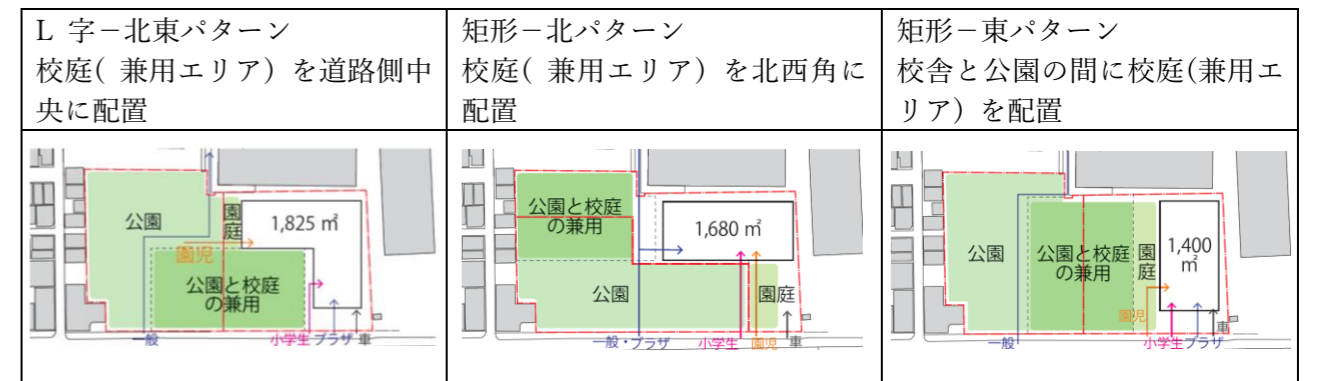 L 字－北東パターン
校庭( 兼用エリア) を道路側中
央に配置
矩形－北パターン
校庭( 兼用エリア) を北西角に
配置
矩形－東パターン
校舎と公園の間に校庭(兼用エ
リア) を配置
公園
園
庭
1,825 ㎡
園児
公園と校庭
の兼用
一般
小学生
プラザ
車
公園と校庭
の兼用
1,680 ㎡
公園
園庭
一般・プラザ
小学生
園児
車
公園
公園と校庭
の兼用
園
庭
1,400
㎡
園児
一般
小学生
プラザ
車